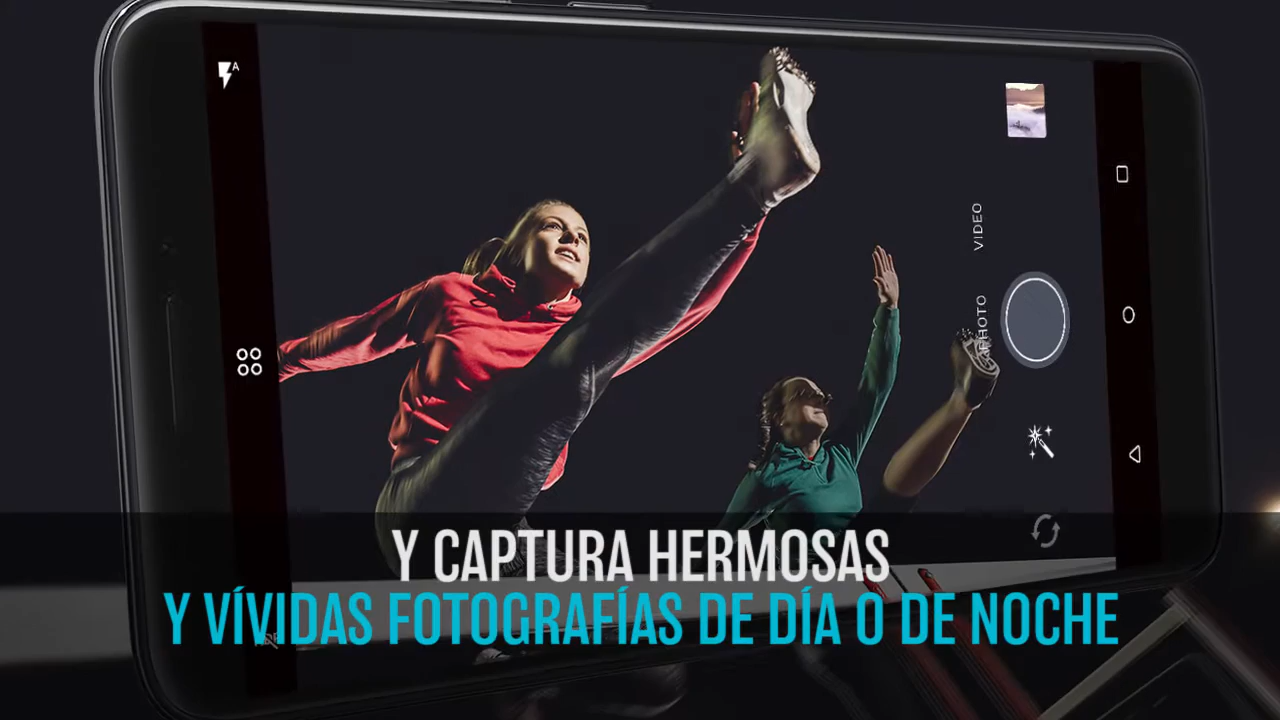 A
VIDEO
PHOTO
Y CAPTURA HERMOSAS
Y VÍVIDAS FOTOGRAFÍAS DE DÍA O DE NOCHE